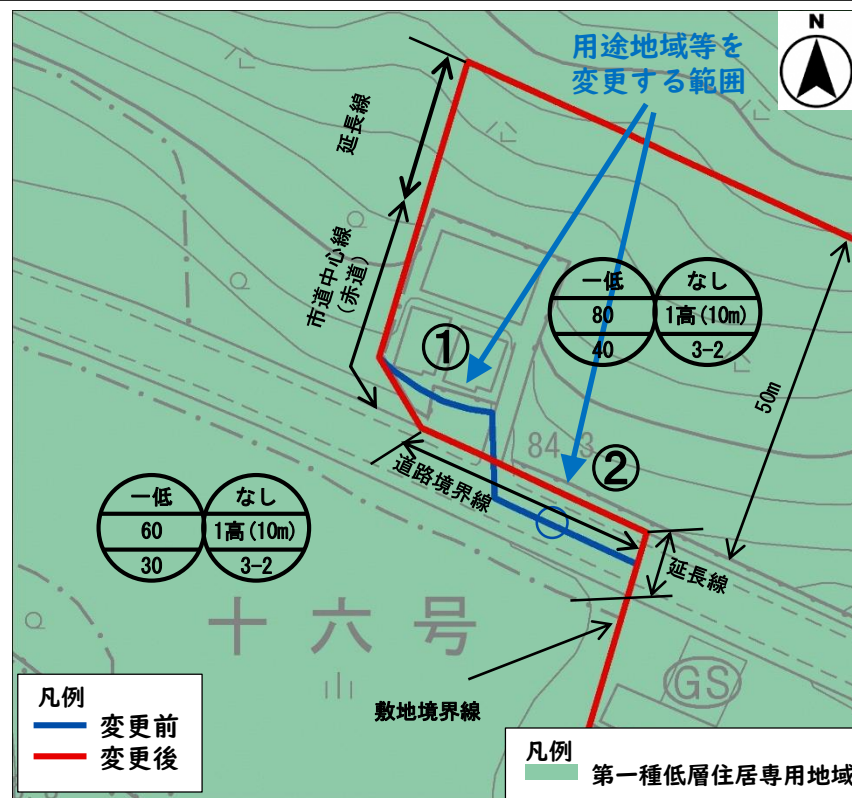 N
用途地域等を
変更する範囲
延長線
市道中心線
（赤道）
①
一低
80
40
なし
1高(10m)
3-2
50m
84.3
②
道路境界線
延長線
一低
60
30
なし
1高(10m)
3-2
十六号
GS
敷地境界線
凡例
変更前
変更後
凡例
第一種低層住居専用地域